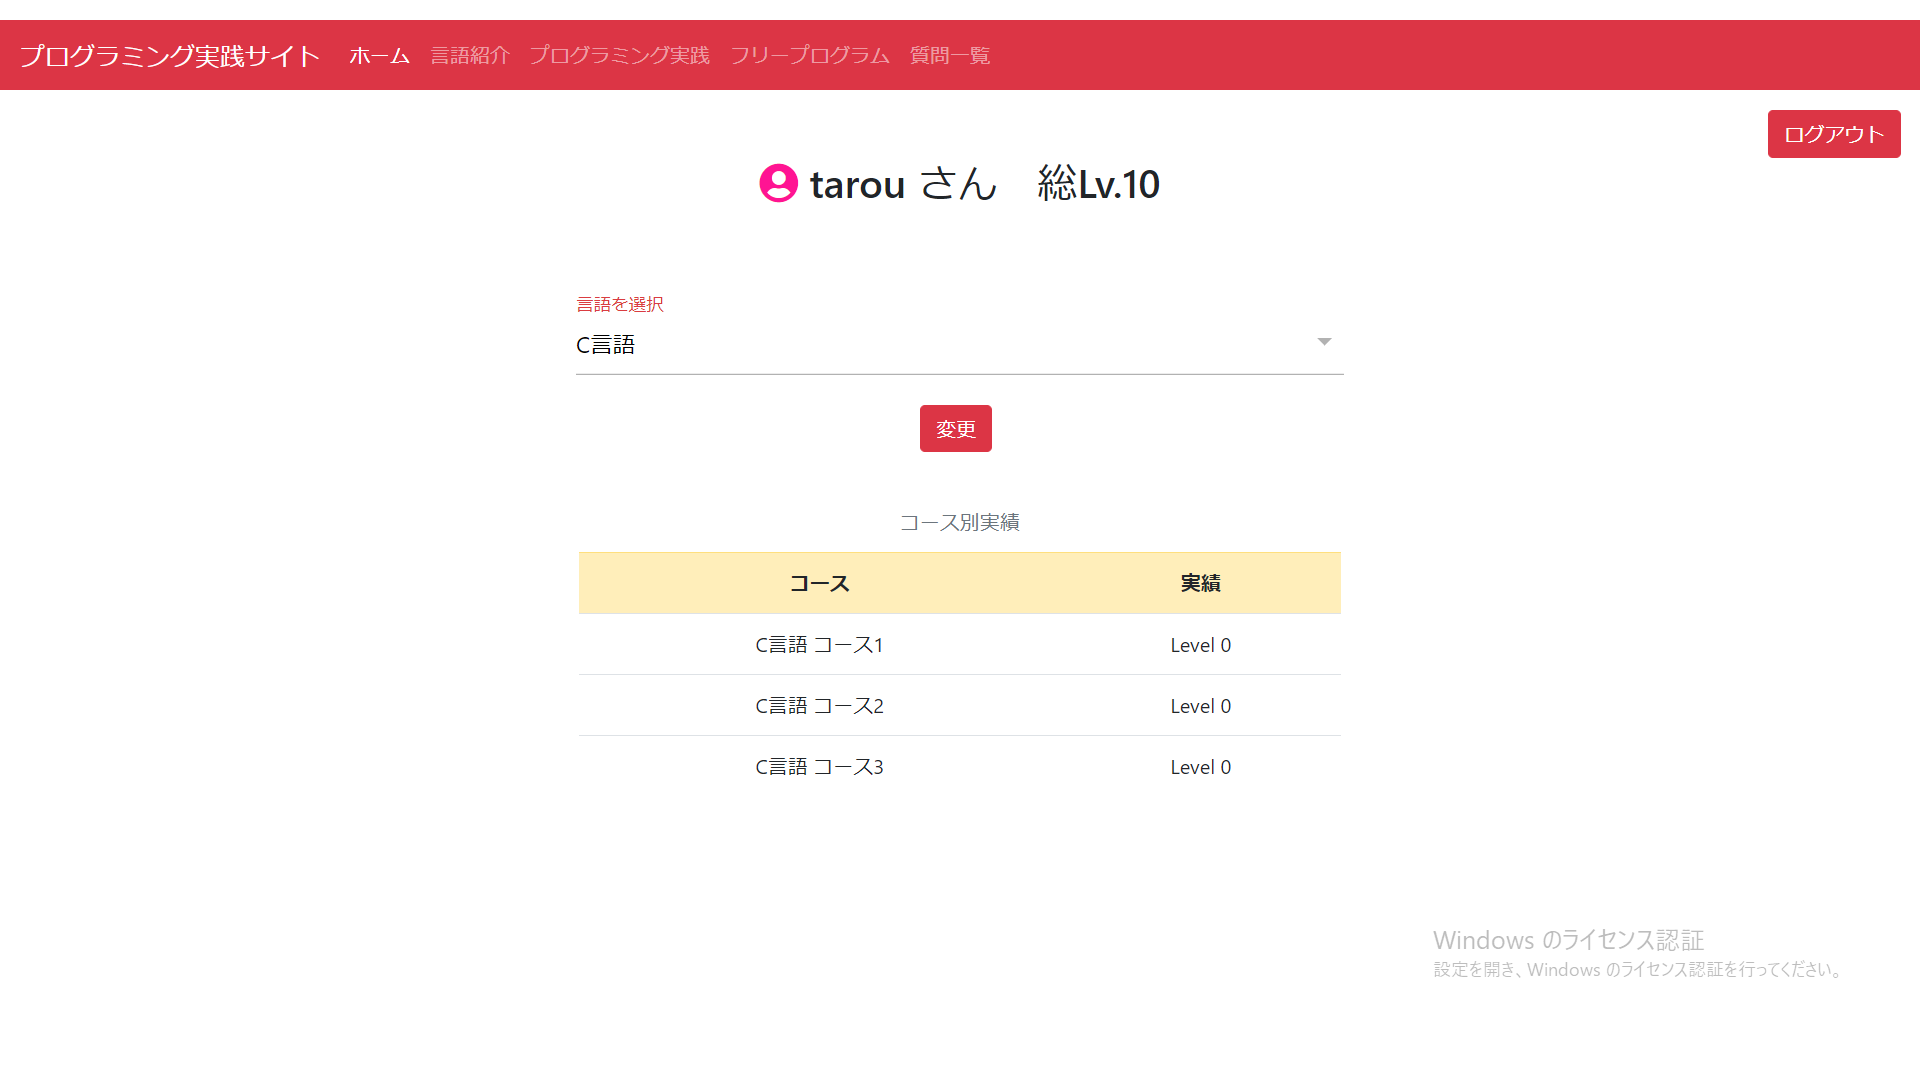 プログラミング実践サイト ホーム 言語紹介 プログラミング実践 フリープログラム 質問一覧
ログアウト
tarou さん　総Lv.10
言語を選択
C言語
変更
コース別実績
コース 実績
C言語 コース1 Level 0
C言語 コース2 Level 0
C言語 コース3 Level 0
Windows のライセンス認証
設定を開き、Windows のライセンス認証を行ってください。